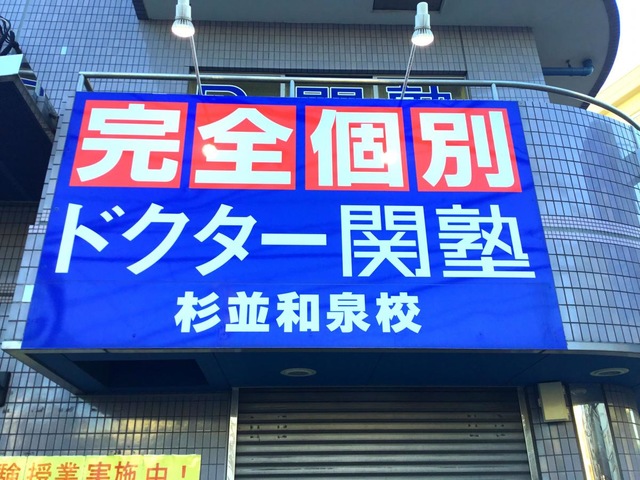 完全個別
ドクター関塾
杉並和泉校
験授業実施中!